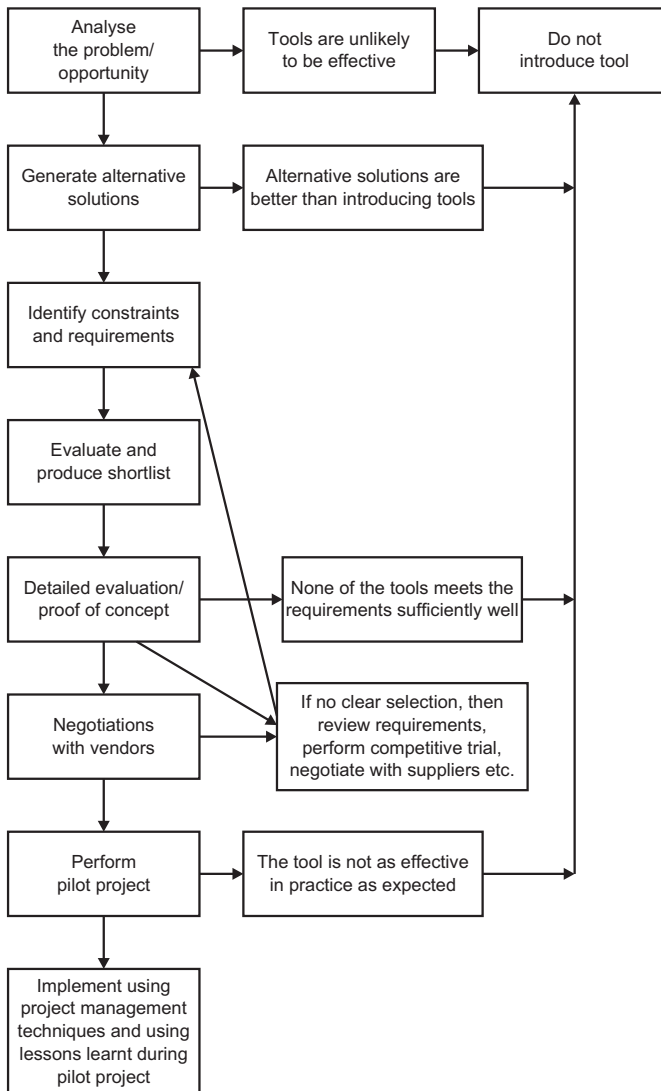 Analyse
the problem/
opportunity
Tools are unlikely
to be effective
Do not
introduce tool
Generate alternative
solutions
Alternative solutions are
better than introducing tools
Identify constraints
and requirements
Evaluate and
produce shortlist
Detailed evaluation/
proof of concept
None of the tools meets the
requirements sufficiently well
Negotiations
with vendors
If no clear selection, then
review requirements,
perform competitive trial,
negotiate with suppliers etc.
Perform
pilot project
The tool is not as effective
in practice as expected
Implement using
project management
techniques and using
lessons learnt during
pilot project